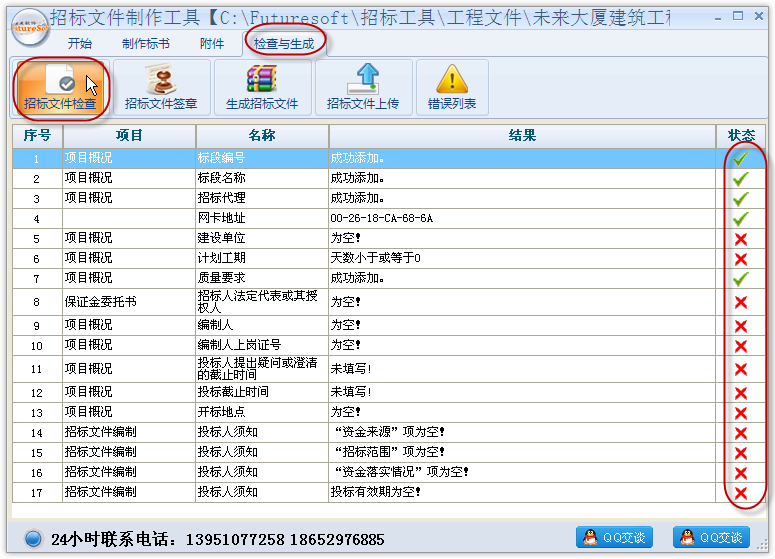 招标文件制作工具【C:\Futuresoft\招标工具\工程文件\未来大厦建筑工程
未来软件
FutureSoft
开始 制作标书 附件 检查与生成
招标文件检查 招标文件签章 生成招标文件 招标文件上传 错误列表
序号 项目 名称 结果 状态
1 项目概况 标段编号 成功添加。
2 项目概况 标段名称 成功添加。
3 项目概况 招标代理 成功添加。
4 网卡地址 00-26-18-CA-68-6A
5 项目概况 建设单位 为空!
6 项目概况 计划工期 天数小于或等于0
7 项目概况 质量要求 成功添加。
8 保证金委托书 招标人法定代表或其授
权人 为空!
9 项目概况 编制人 为空!
10 项目概况 编制人上岗证号 为空!
11 项目概况 投标人提出疑问或澄清
的截止时间 未填写!
12 项目概况 投标截止时间 未填写!
13 项目概况 开标地点 为空!
14 招标文件编制 投标人须知 “资金来源”项为空!
15 招标文件编制 投标人须知 “招标范围”项为空!
16 招标文件编制 投标人须知 “资金落实情况”项为空!
17 招标文件编制 投标人须知 投标有效期为空!
24小时联系电话：13951077258 18652976885 QQ交谈 QQ交谈